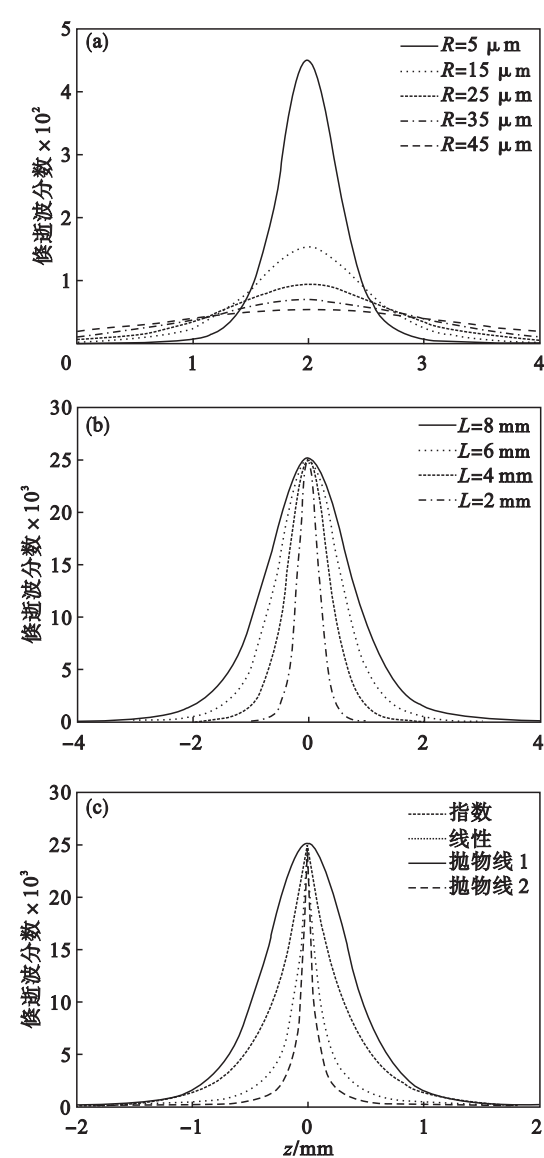 (a)
R=5 μm
R=15 μm
R=25 μm
R=35 μm
R=45 μm
倏逝波分数×10²
5
4
3
2
1
0 1 2 3 4
(b)
L=8 mm
L=6 mm
L=4 mm
L=2 mm
倏逝波分数×10³
30
25
20
15
10
5
0
−4 −2 0 2 4
(c)
指数
线性
抛物线 1
抛物线 2
倏逝波分数×10³
30
25
20
15
10
5
0
−2 −1 0 1 2
z/mm